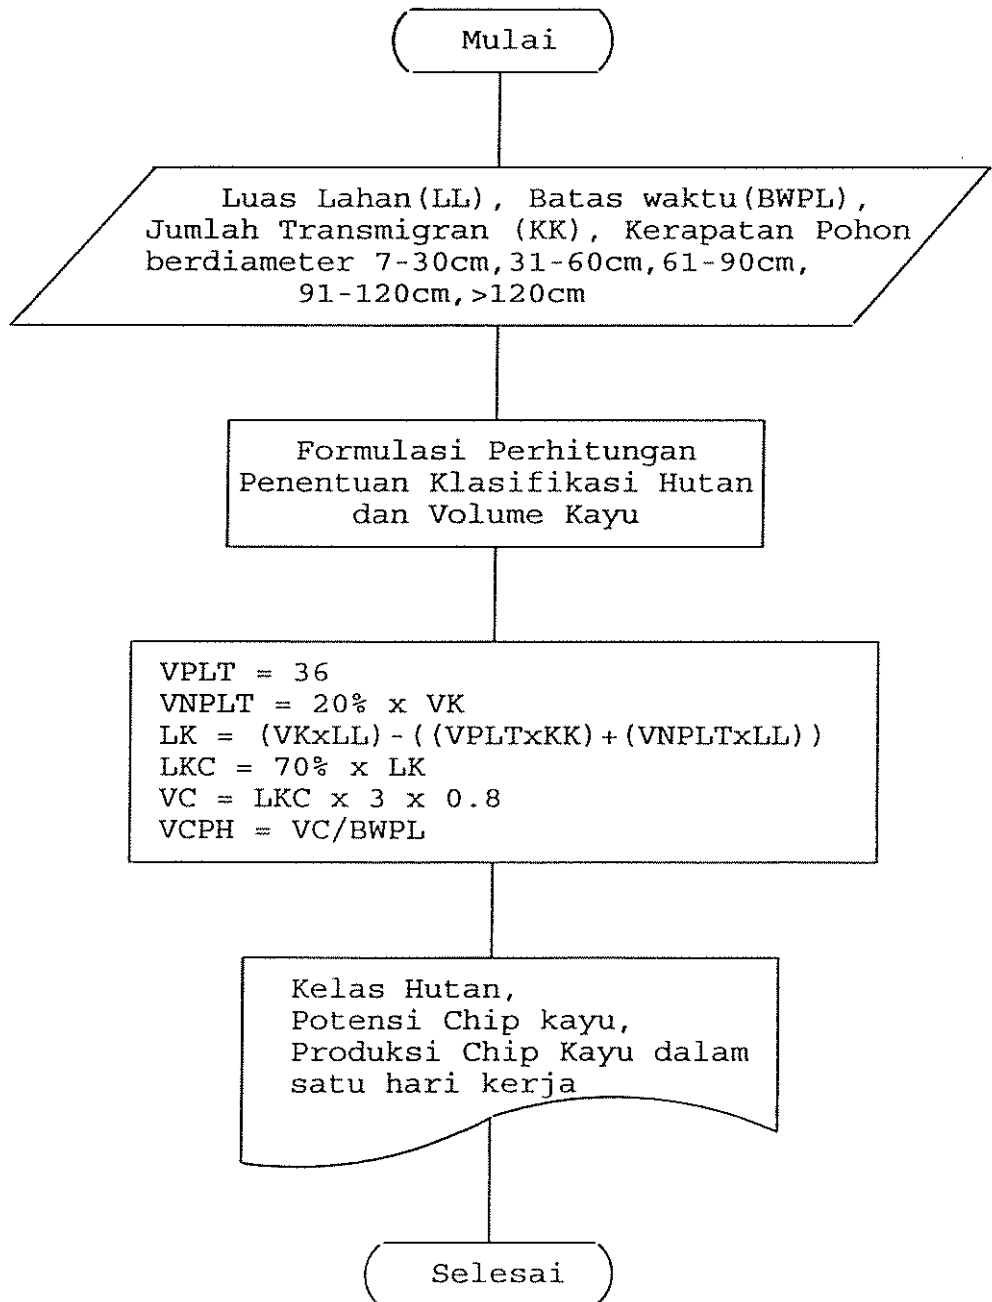 Mulai
Luas Lahan(LL), Batas waktu(BWPL),
Jumlah Transmigran (KK), Kerapatan Pohon
berdiameter 7-30cm,31-60cm,61-90cm,
91-120cm,>120cm
Formulasi Perhitungan
Penentuan Klasifikasi Hutan
dan Volume Kayu
VPLT = 36
VNPLT = 20% x VK
LK = (VKxLL)-((VPLTxKK)+(VNPLTxLL))
LKC = 70% x LK
VC = LKC x 3 x 0.8
VCPH = VC/BWPL
Kelas Hutan,
Potensi Chip kayu,
Produksi Chip Kayu dalam
satu hari kerja
Selesai